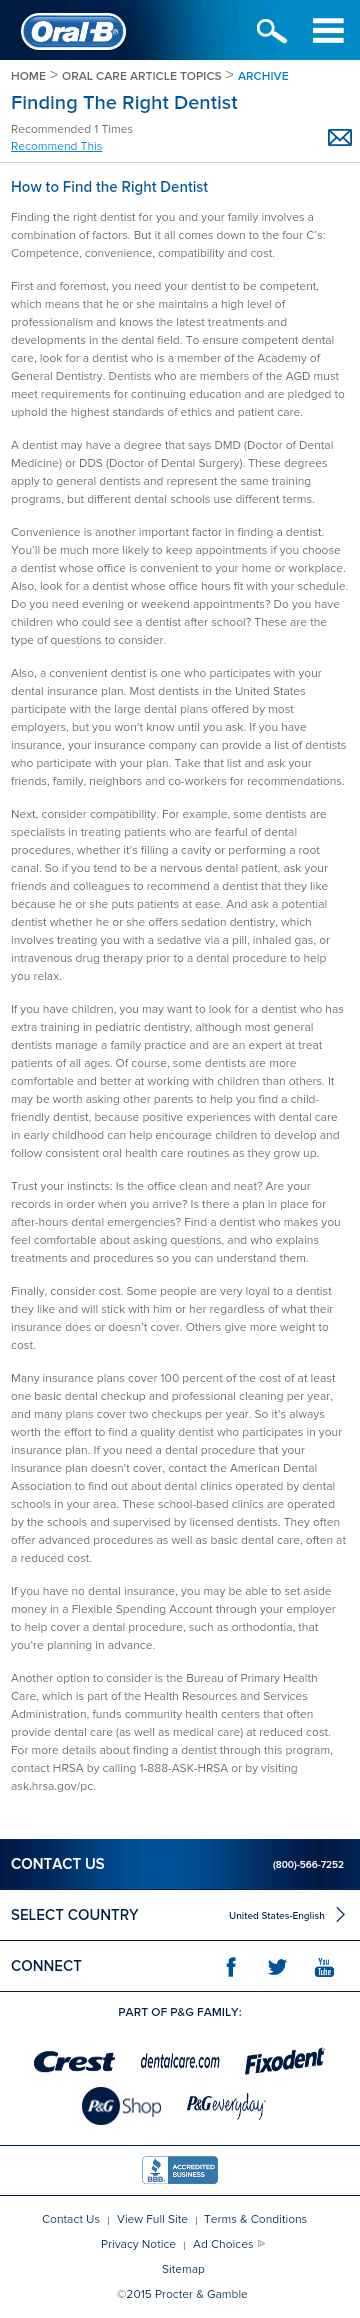 Oral-B®
HOME > ORAL CARE ARTICLE TOPICS > ARCHIVE
Finding The Right Dentist
Recommended 1 Times
Recommend This
How to Find the Right Dentist
Finding the right dentist for you and your family involves a
combination of factors. But it all comes down to the four C's:
Competence, convenience, compatibility and cost.
First and foremost, you need your dentist to be competent,
which means that he or she maintains a high level of
professionalism and knows the latest treatments and
developments in the dental field. To ensure competent dental
care, look for a dentist who is a member of the Academy of
General Dentistry. Dentists who are members of the AGD must
meet requirements for continuing education and are pledged to
uphold the highest standards of ethics and patient care.
A dentist may have a degree that says DMD (Doctor of Dental
Medicine) or DDS (Doctor of Dental Surgery). These degrees
apply to general dentists and represent the same training
programs, but different dental schools use different terms.
Convenience is another important factor in finding a dentist.
You'll be much more likely to keep appointments if you choose
a dentist whose office is convenient to your home or workplace.
Also, look for a dentist whose office hours fit with your schedule.
Do you need evening or weekend appointments? Do you have
children who could see a dentist after school? These are the
type of questions to consider.
Also, a convenient dentist is one who participates with your
dental insurance plan. Most dentists in the United States
participate with the large dental plans offered by most
employers, but you won't know until you ask. If you have
insurance, your insurance company can provide a list of dentists
who participate with your plan. Take that list and ask your
friends, family, neighbors and co-workers for recommendations.
Next, consider compatibility. For example, some dentists are
specialists in treating patients who are fearful of dental
procedures, whether it's filling a cavity or performing a root
canal. So if you tend to be a nervous dental patient, ask your
friends and colleagues to recommend a dentist that they like
because he or she puts patients at ease. And ask a potential
dentist whether he or she offers sedation dentistry, which
involves treating you with a sedative via a pill, inhaled gas, or
intravenous drug therapy prior to a dental procedure to help
you relax.
If you have children, you may want to look for a dentist who has
extra training in pediatric dentistry, although most general
dentists manage a family practice and are an expert at treat
patients of all ages. Of course, some dentists are more
comfortable and better at working with children than others. It
may be worth asking other parents to help you find a child-
friendly dentist, because positive experiences with dental care
in early childhood can help encourage children to develop and
follow consistent oral health care routines as they grow up.
Trust your instincts: Is the office clean and neat? Are your
records in order when you arrive? Is there a plan in place for
after-hours dental emergencies? Find a dentist who makes you
feel comfortable about asking questions, and who explains
treatments and procedures so you can understand them.
Finally, consider cost. Some people are very loyal to a dentist
they like and will stick with him or her regardless of what their
insurance does or doesn't cover. Others give more weight to
cost.
Many insurance plans cover 100 percent of the cost of at least
one basic dental checkup and professional cleaning per year,
and many plans cover two checkups per year. So it's always
worth the effort to find a quality dentist who participates in your
insurance plan. If you need a dental procedure that your
insurance plan doesn't cover, contact the American Dental
Association to find out about dental clinics operated by dental
schools in your area. These school-based clinics are operated
by the schools and supervised by licensed dentists. They often
offer advanced procedures as well as basic dental care, often at
a reduced cost.
If you have no dental insurance, you may be able to set aside
money in a Flexible Spending Account through your employer
to help cover a dental procedure, such as orthodontia, that
you're planning in advance.
Another option to consider is the Bureau of Primary Health
Care, which is part of the Health Resources and Services
Administration, funds community health centers that often
provide dental care (as well as medical care) at reduced cost.
For more details about finding a dentist through this program,
contact HRSA by calling 1-888-ASK-HRSA or by visiting
ask.hrsa.gov/pc.
CONTACT US (800)-566-7252
SELECT COUNTRY United States-English
CONNECT You Tube
PART OF P&G FAMILY:
Crest dentalcare.com Fixodent
P&G Shop P&G everyday
BBB. ACCREDITED BUSINESS
Contact Us | View Full Site | Terms & Conditions
Privacy Notice | Ad Choices
Sitemap
©2015 Procter & Gamble